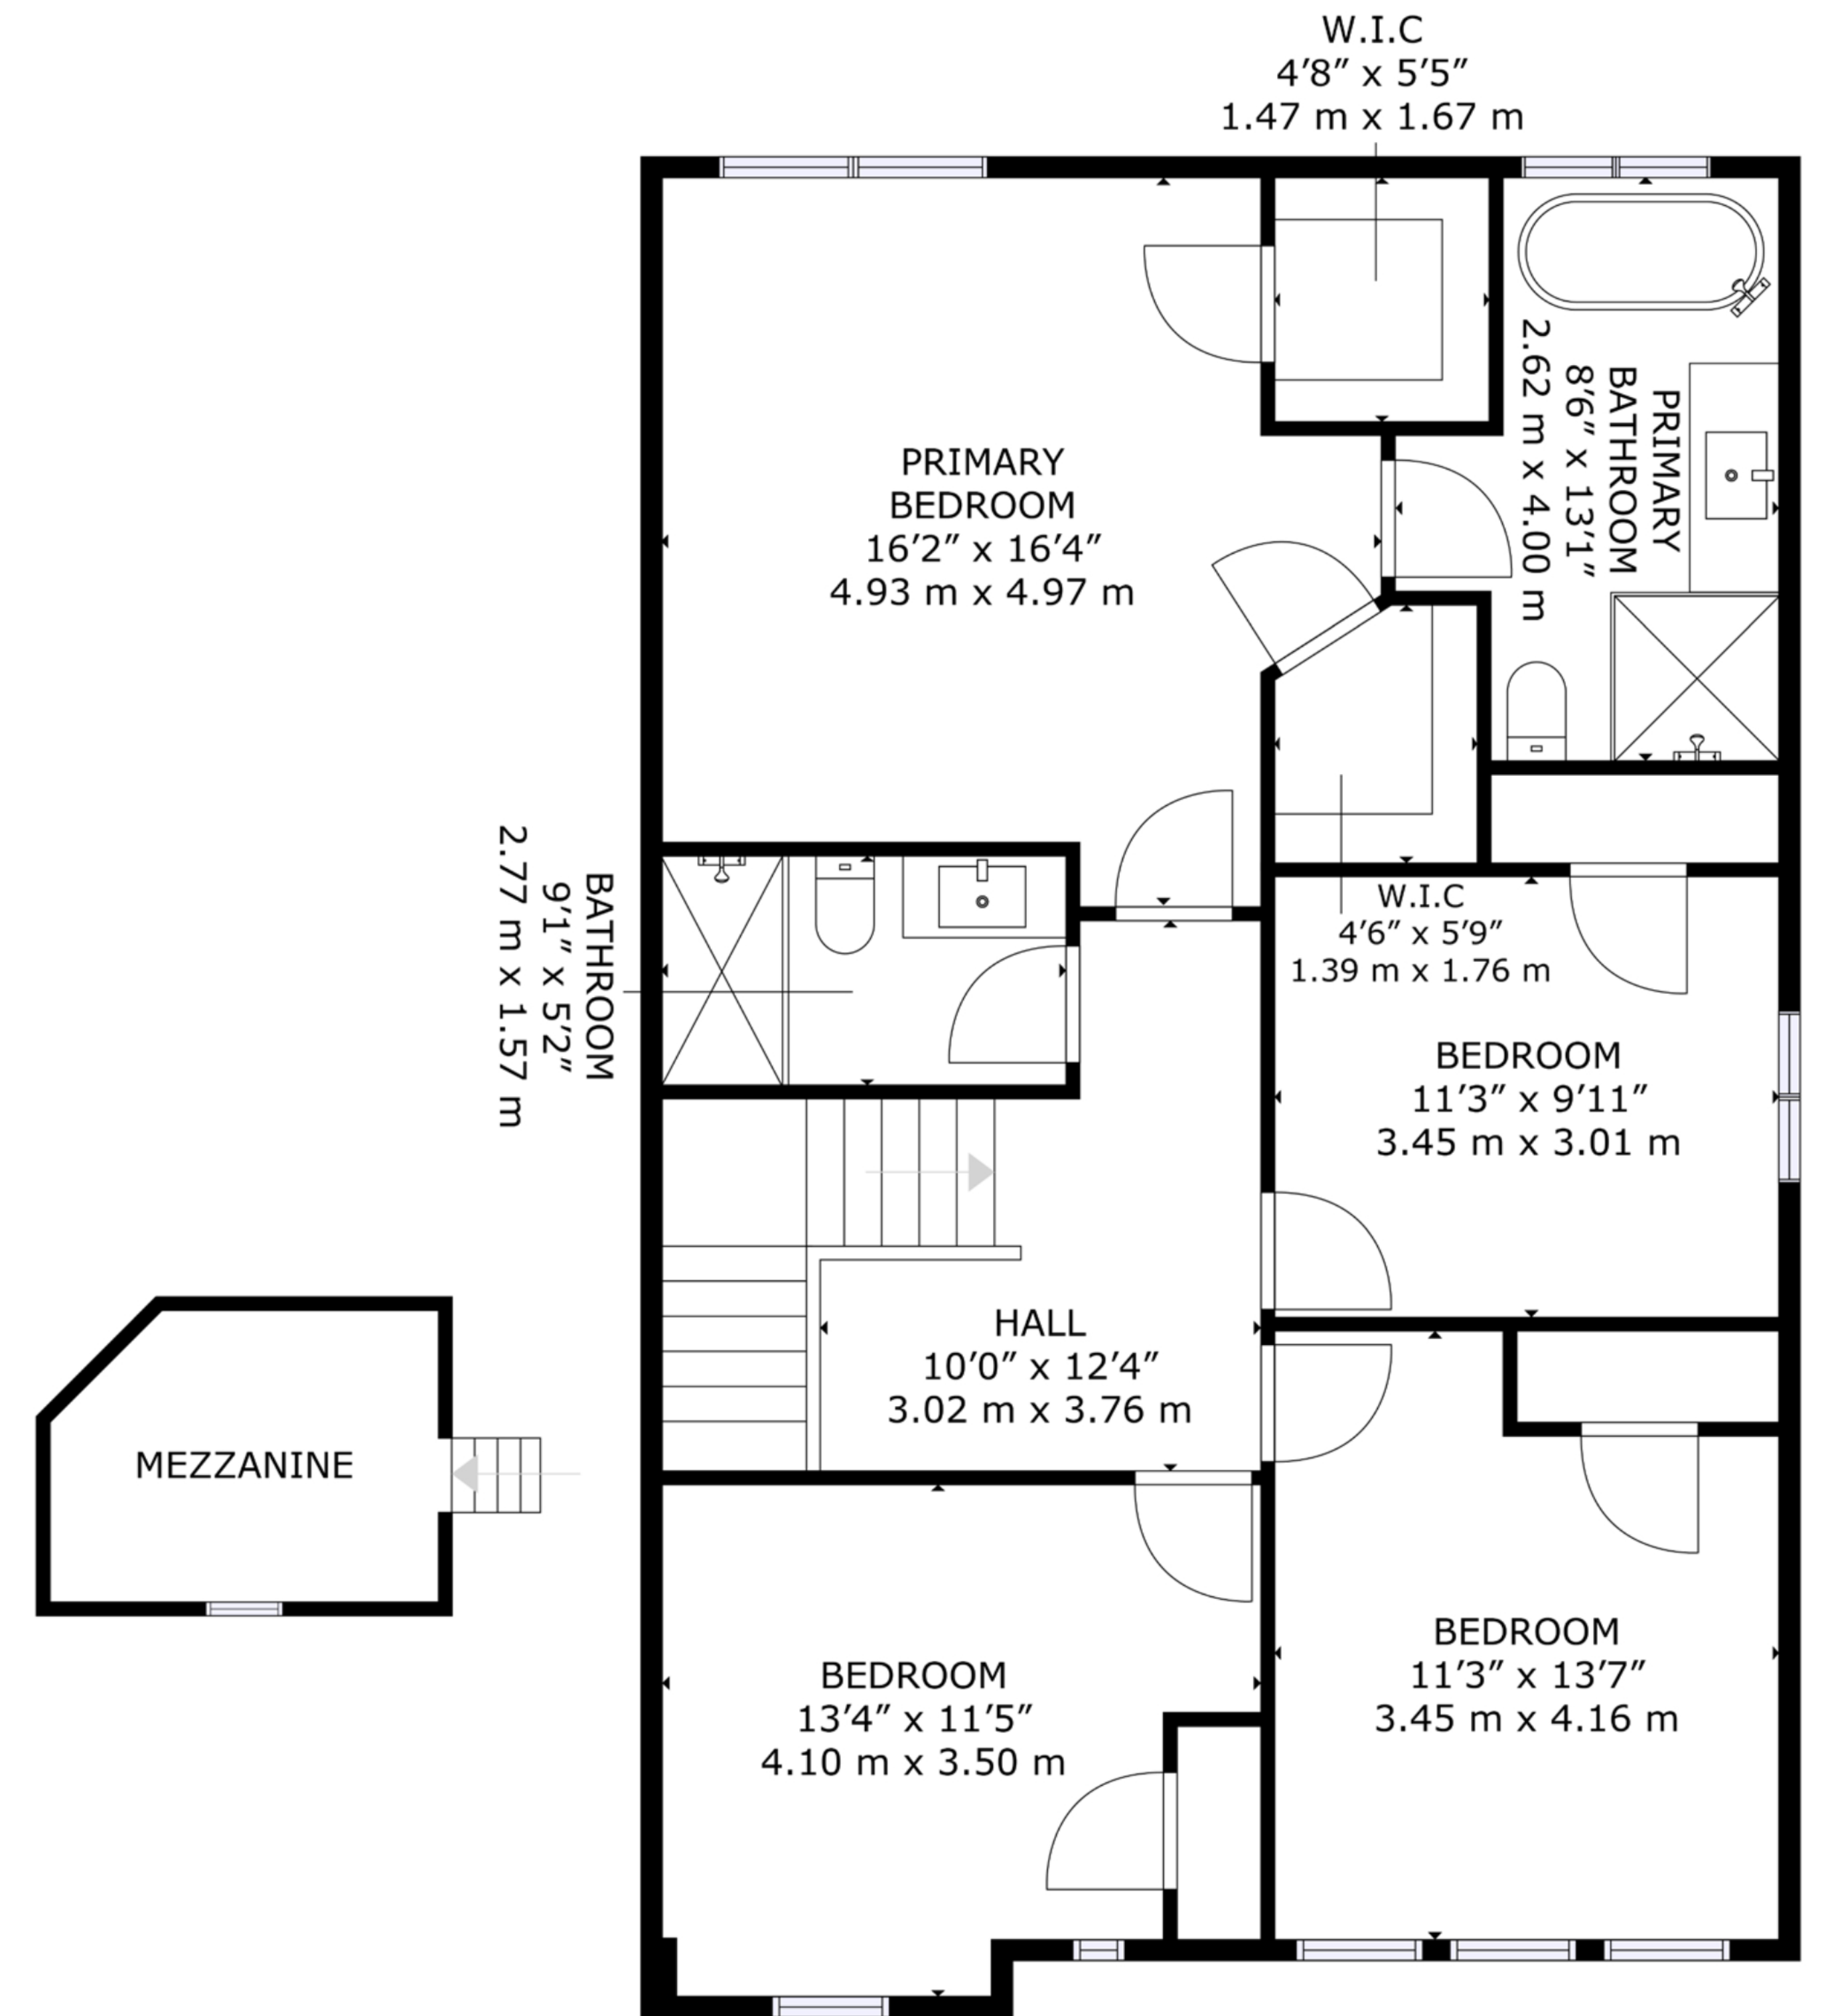 W.I.C
4′8″ x 5′5″
1.47 m x 1.67 m
PRIMARY
BEDROOM
16′2″ x 16′4″
4.93 m x 4.97 m
PRIMARY
BATHROOM
8′6″ x 13′1″
2.62 m x 4.00 m
BATHROOM
9′1″ x 5′2″
2.77 m x 1.57 m
W.I.C
4′6″ x 5′9″
1.39 m x 1.76 m
BEDROOM
11′3″ x 9′11″
3.45 m x 3.01 m
HALL
10′0″ x 12′4″
3.02 m x 3.76 m
MEZZANINE
BEDROOM
13′4″ x 11′5″
4.10 m x 3.50 m
BEDROOM
11′3″ x 13′7″
3.45 m x 4.16 m